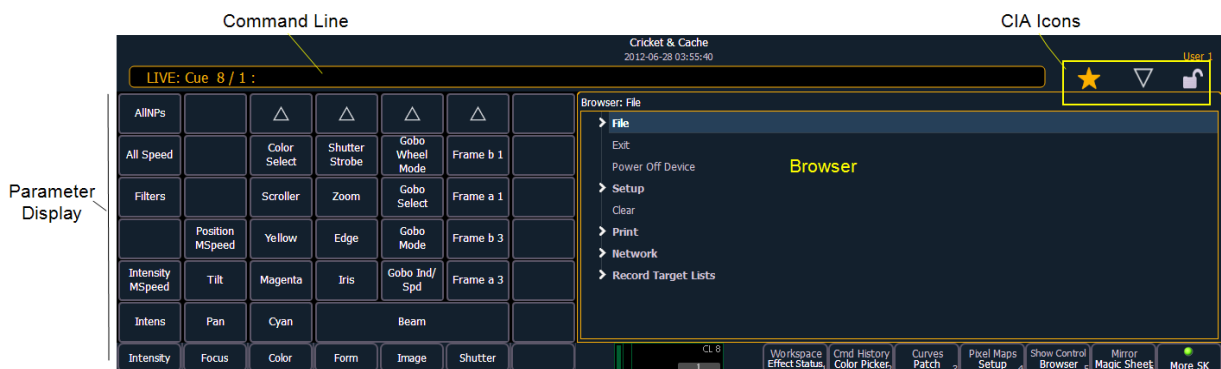 Command Line
CIA Icons
Cricket & Cache
2012-06-28 03:55:40
User 1
LIVE: Cue 8 / 1 :
Parameter Display
AllNPs
All Speed
Color Select
Shutter Strobe
Gobo Wheel Mode
Frame b 1
Filters
Scroller
Zoom
Gobo Select
Frame a 1
Position MSpeed
Yellow
Edge
Gobo Mode
Frame b 3
Intensity MSpeed
Tilt
Magenta
Iris
Gobo Ind/ Spd
Frame a 3
Intens
Pan
Cyan
Beam
Intensity
Focus
Color
Form
Image
Shutter
Browser: File
File
Exit
Power Off Device
Browser
Setup
Clear
Print
Network
Record Target Lists
CL 8
1
Workspace
Effect Status
Cmd History
Color Picker
Curves
Patch
Pixel Maps
Setup
Show Control
Browser
Mirror
Magic Sheet
More SK